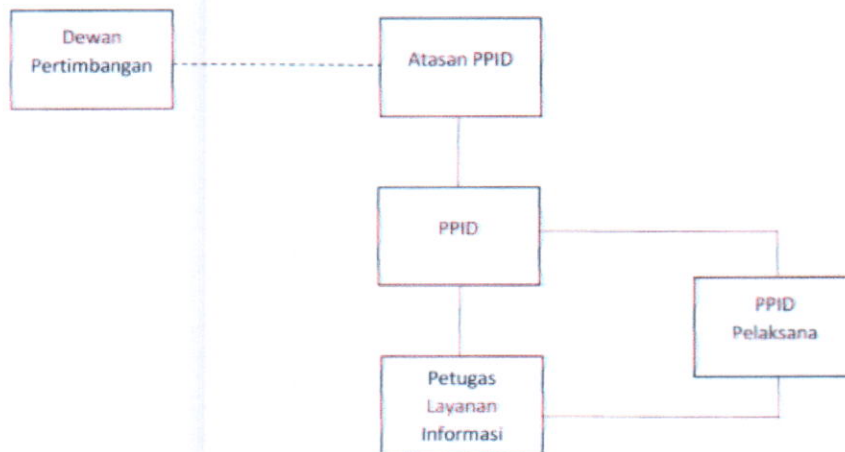 Dewan
Pertimbangan
Atasan PPID
PPID
PPID
Pelaksana
Petugas
Layanan
Informasi